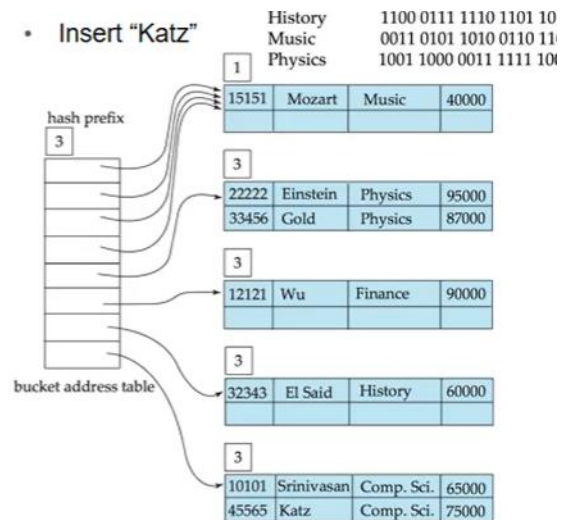 • Insert "Katz"
History 1100 0111 1110 1101 10
Music 0011 0101 1010 0110 11
Physics 1001 1000 0011 1111 10
1
15151 Mozart Music 40000
hash prefix
3
3
22222 Einstein Physics 95000
33456 Gold Physics 87000
3
12121 Wu Finance 90000
3
bucket address table
32343 El Said History 60000
3
10101 Srinivasan Comp. Sci. 65000
45565 Katz Comp. Sci. 75000